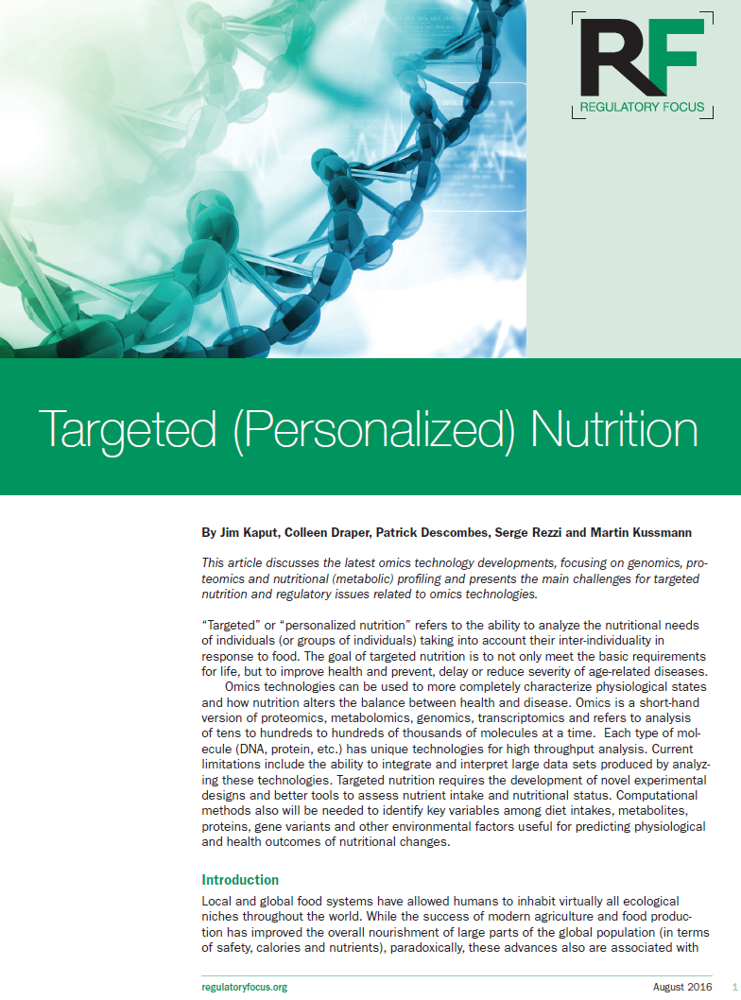 RF
REGULATORY FOCUS
Targeted (Personalized) Nutrition
By Jim Kaput, Colleen Draper, Patrick Descombes, Serge Rezzi and Martin Kussmann
This article discusses the latest omics technology developments, focusing on genomics, pro-
teomics and nutritional (metabolic) profiling and presents the main challenges for targeted
nutrition and regulatory issues related to omics technologies.
“Targeted” or “personalized nutrition” refers to the ability to analyze the nutritional needs
of individuals (or groups of individuals) taking into account their inter-individuality in
response to food. The goal of targeted nutrition is to not only meet the basic requirements
for life, but to improve health and prevent, delay or reduce severity of age-related diseases.
Omics technologies can be used to more completely characterize physiological states
and how nutrition alters the balance between health and disease. Omics is a short-hand
version of proteomics, metabolomics, genomics, transcriptomics and refers to analysis
of tens to hundreds to hundreds of thousands of molecules at a time.  Each type of mol-
ecule (DNA, protein, etc.) has unique technologies for high throughput analysis. Current
limitations include the ability to integrate and interpret large data sets produced by analyz-
ing these technologies. Targeted nutrition requires the development of novel experimental
designs and better tools to assess nutrient intake and nutritional status. Computational
methods also will be needed to identify key variables among diet intakes, metabolites,
proteins, gene variants and other environmental factors useful for predicting physiological
and health outcomes of nutritional changes.
Introduction
Local and global food systems have allowed humans to inhabit virtually all ecological
niches throughout the world. While the success of modern agriculture and food produc-
tion has improved the overall nourishment of large parts of the global population (in terms
of safety, calories and nutrients), paradoxically, these advances also are associated with
regulatoryfocus.org
August 2016 1